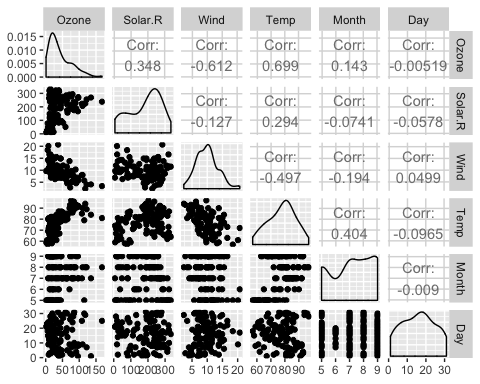 Ozone Solar.R Wind Temp Month Day
0.015
0.010
0.005
0.000
Corr:
0.348
Corr:
-0.612
Corr:
0.699
Corr:
0.143
Corr:
-0.00519
Ozone
300
200
100
0
Corr:
-0.127
Corr:
0.294
Corr:
-0.0741
Corr:
-0.0578
Solar.R
20
15
10
5
Corr:
-0.497
Corr:
-0.194
Corr:
0.0499
Wind
90
80
70
60
Corr:
0.404
Corr:
-0.0965
Temp
9
8
7
6
5
Corr:
-0.009
Month
30
20
10
0
Day
0 50 100 150 0 100 200 300 5 10 15 20 60 70 80 90 5 6 7 8 9 0 10 20 30